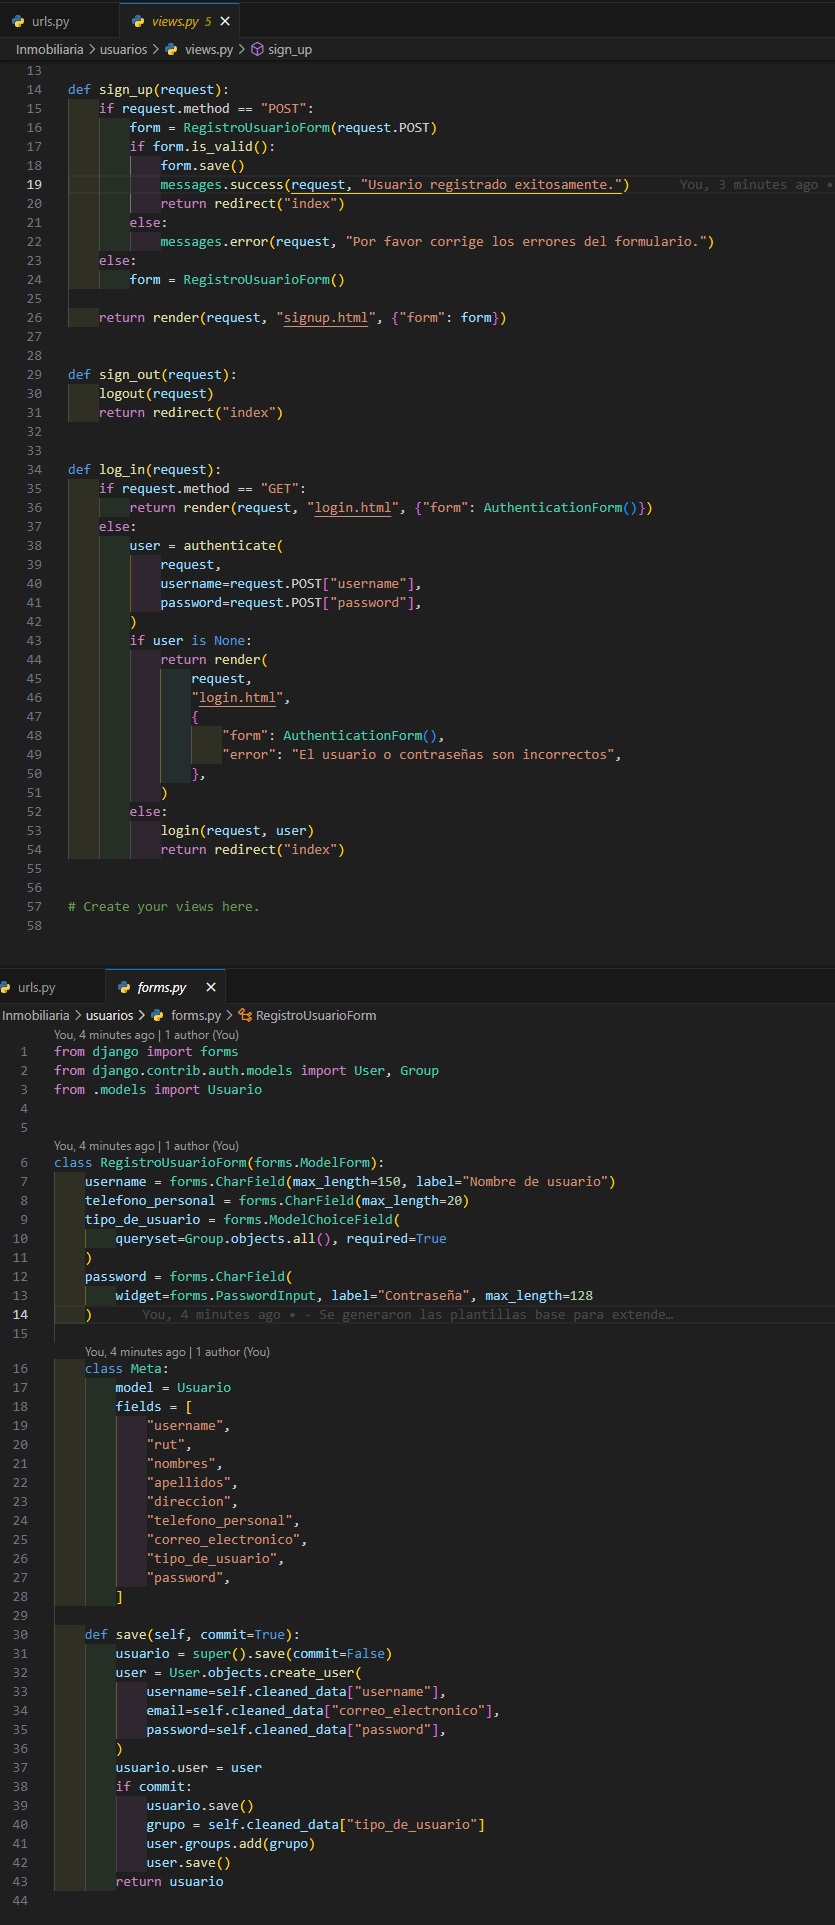 urls.py
views.py 5 ×
Inmobiliaria > usuarios > views.py > sign_up
13
14 def sign_up(request):
15     if request.method == "POST":
16         form = RegistroUsuarioForm(request.POST)
17         if form.is_valid():
18             form.save()
19             messages.success(request, "Usuario registrado exitosamente.") You, 3 minutes ago •
20             return redirect("index")
21         else:
22             messages.error(request, "Por favor corrige los errores del formulario.")
23     else:
24         form = RegistroUsuarioForm()
25
26     return render(request, "signup.html", {"form": form})
27
28
29 def sign_out(request):
30     logout(request)
31     return redirect("index")
32
33
34 def log_in(request):
35     if request.method == "GET":
36         return render(request, "login.html", {"form": AuthenticationForm()})
37     else:
38         user = authenticate(
39             request,
40             username=request.POST["username"],
41             password=request.POST["password"],
42         )
43         if user is None:
44             return render(
45                 request,
46                 "login.html",
47                 {
48                     "form": AuthenticationForm(),
49                     "error": "El usuario o contraseñas son incorrectos",
50                 },
51             )
52         else:
53             login(request, user)
54             return redirect("index")
55
56
57 # Create your views here.
58
urls.py
forms.py ×
Inmobiliaria > usuarios > forms.py > RegistroUsuarioForm
You, 4 minutes ago | 1 author (You)
1 from django import forms
2 from django.contrib.auth.models import User, Group
3 from .models import Usuario
4
5
You, 4 minutes ago | 1 author (You)
6 class RegistroUsuarioForm(forms.ModelForm):
7     username = forms.CharField(max_length=150, label="Nombre de usuario")
8     telefono_personal = forms.CharField(max_length=20)
9     tipo_de_usuario = forms.ModelChoiceField(
10         queryset=Group.objects.all(), required=True
11     )
12     password = forms.CharField(
13         widget=forms.PasswordInput, label="Contraseña", max_length=128
14     ) You, 4 minutes ago • - Se generaron las plantillas base para extende…
15
You, 4 minutes ago | 1 author (You)
16     class Meta:
17         model = Usuario
18         fields = [
19             "username",
20             "rut",
21             "nombres",
22             "apellidos",
23             "direccion",
24             "telefono_personal",
25             "correo_electronico",
26             "tipo_de_usuario",
27             "password",
28         ]
29
30     def save(self, commit=True):
31         usuario = super().save(commit=False)
32         user = User.objects.create_user(
33             username=self.cleaned_data["username"],
34             email=self.cleaned_data["correo_electronico"],
35             password=self.cleaned_data["password"],
36         )
37         usuario.user = user
38         if commit:
39             usuario.save()
40             grupo = self.cleaned_data["tipo_de_usuario"]
41             user.groups.add(grupo)
42             user.save()
43         return usuario
44